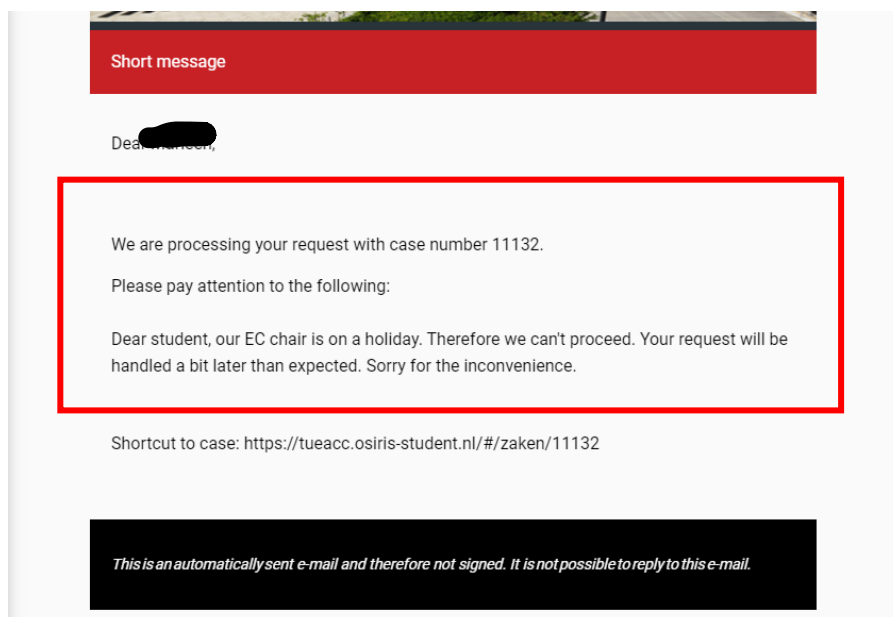 Short message
Dear
We are processing your request with case number 11132.
Please pay attention to the following:
Dear student, our EC chair is on a holiday. Therefore we can't proceed. Your request will be
handled a bit later than expected. Sorry for the inconvenience.
Shortcut to case: https://tueacc.osiris-student.nl/#/zaken/11132
This is an automatically sent e-mail and therefore not signed. It is not possible to reply to this e-mail.